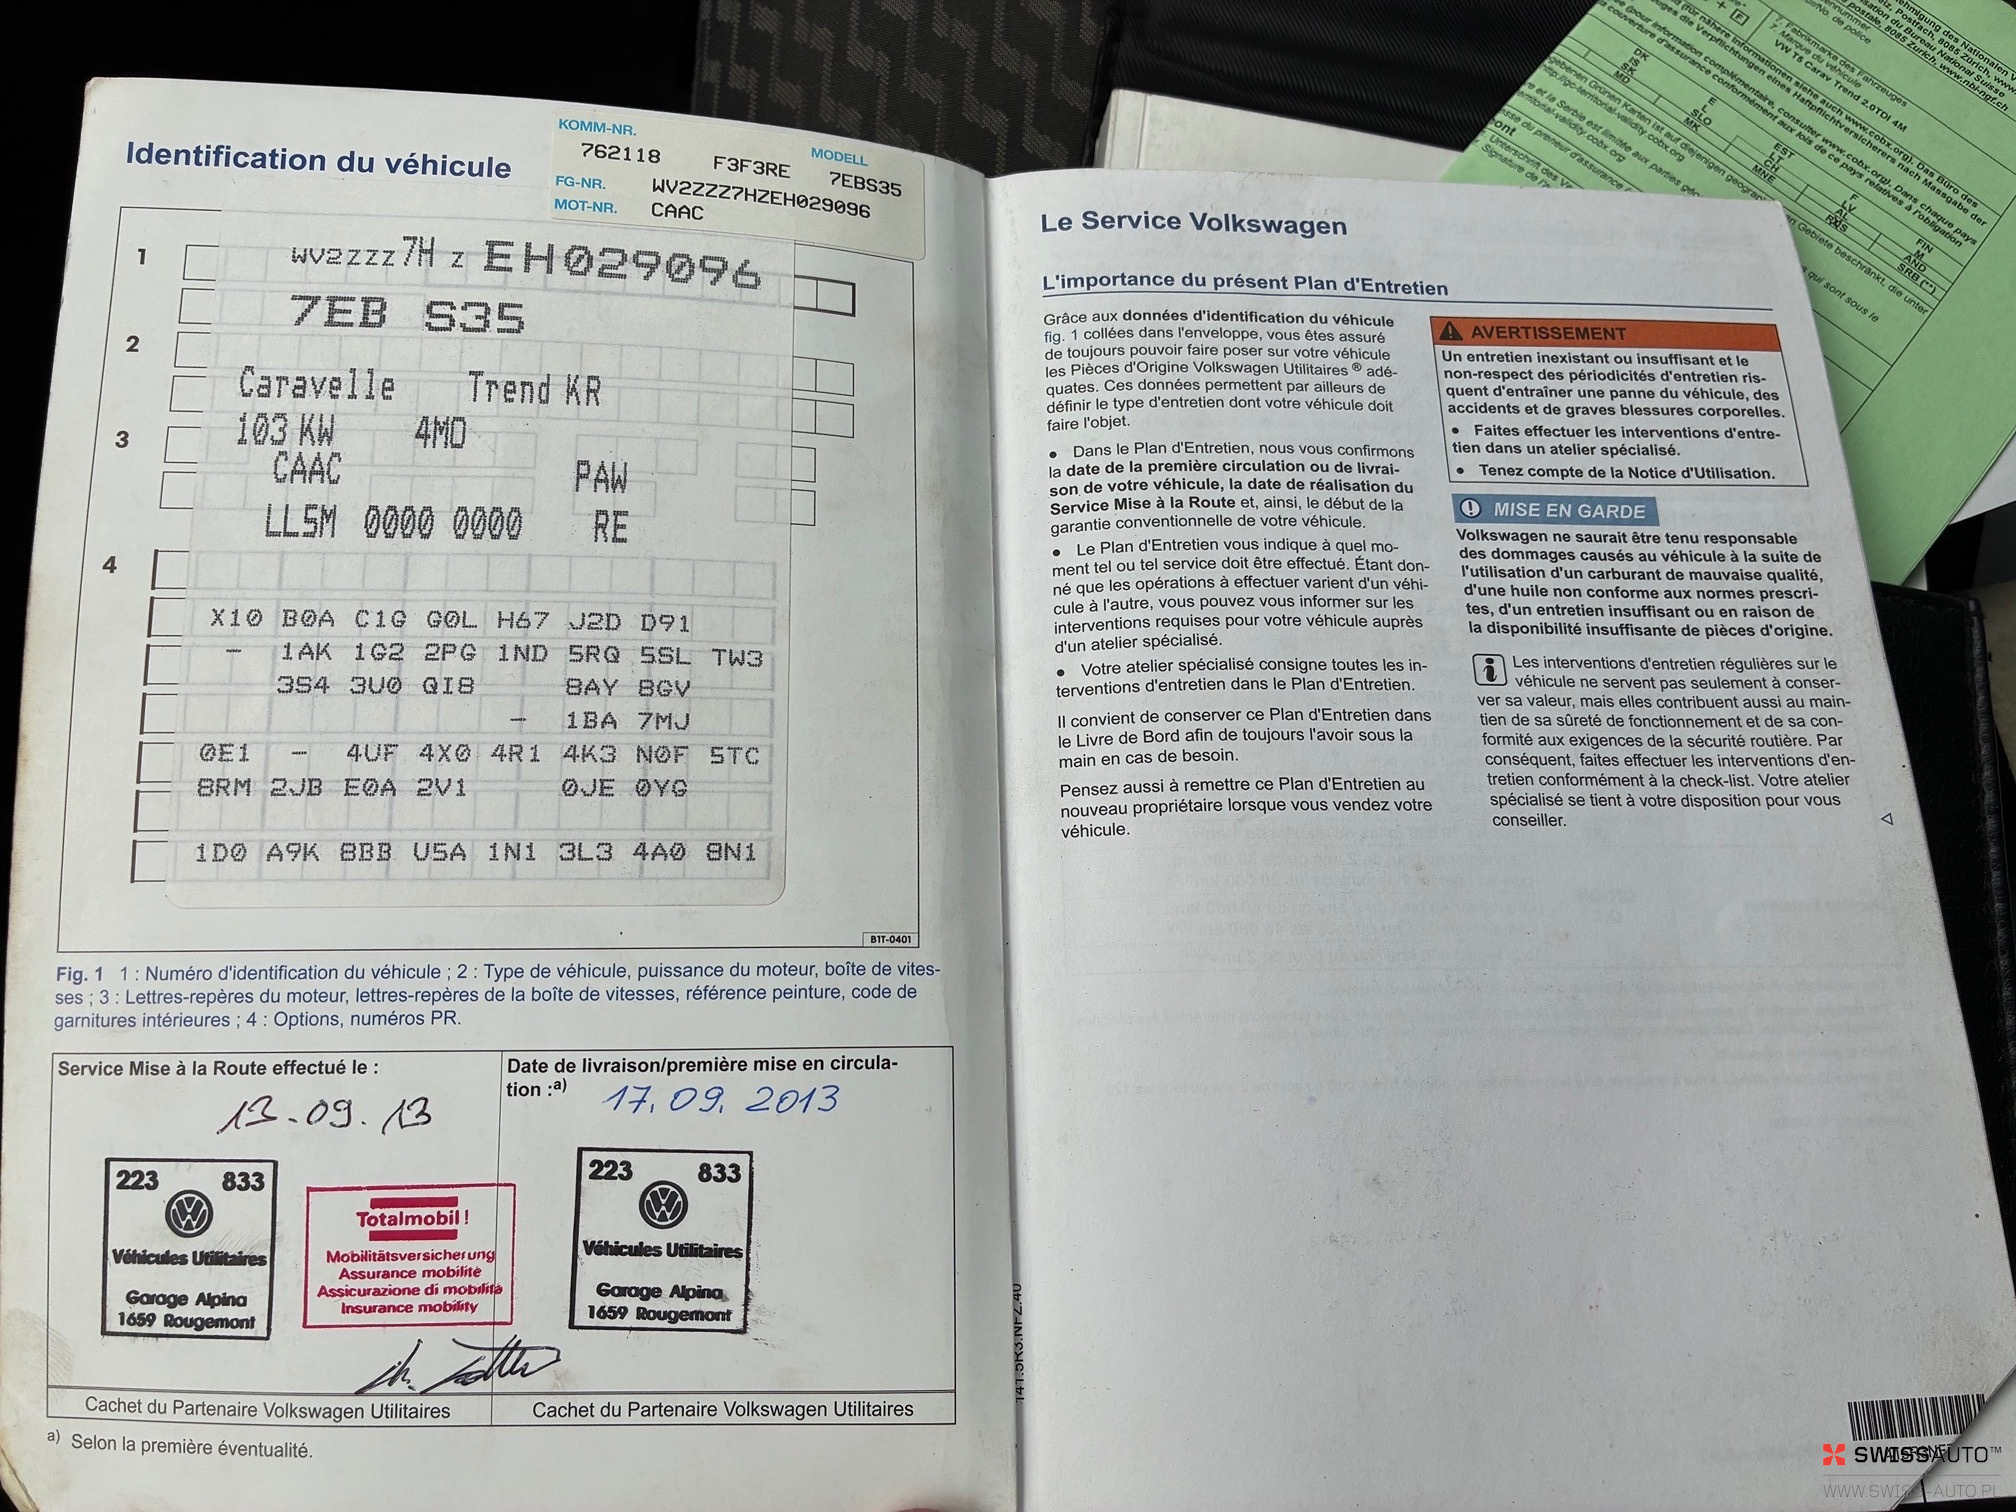 Identification du véhicule
KOMM-NR.
762118 F3F3RE
MODELL
7EBS35
FG-NR. WV2ZZZ7HZEH029096
MOT-NR. CAAC
1
WV2ZZZ7H Z EH029096
7EB S35
2
Caravelle Trend KR
103 KW 4MO
3
CAAC PAW
LL5M 0000 0000 RE
4
X10 B0A C1G G0L H67 J2D D91
- 1AK 1G2 2PG 1ND 5RQ 5SL TW3
3S4 3U0 QI8 8AY 8GV
- 1BA 7MJ
0E1 - 4UF 4X0 4R1 4K3 N0F 5TC
8RM 2JB E0A 2V1 0JE 0YG
1D0 A9K 8BB U5A 1N1 3L3 4A0 8N1
B1T-0401
Fig. 1 1 : Numéro d'identification du véhicule ; 2 : Type de véhicule, puissance du moteur, boîte de vites-
ses ; 3 : Lettres-repères du moteur, lettres-repères de la boîte de vitesses, référence peinture, code de
garnitures intérieures ; 4 : Options, numéros PR.
Service Mise à la Route effectué le :
13.09.13
Date de livraison/première mise en circula-
tion :a)
17.09.2013
223 833
Véhicules Utilitaires
Garage Alpina
1659 Rougemont
Totalmobil !
Mobilitätsversicherung
Assurance mobilité
Assicurazione di mobilità
Insurance mobility
223 833
Véhicules Utilitaires
Garage Alpina
1659 Rougemont
Cachet du Partenaire Volkswagen Utilitaires
Cachet du Partenaire Volkswagen Utilitaires
a) Selon la première éventualité.
Le Service Volkswagen
L'importance du présent Plan d'Entretien
Grâce aux données d'identification du véhicule
fig. 1 collées dans l'enveloppe, vous êtes assuré
de toujours pouvoir faire poser sur votre véhicule
les Pièces d'Origine Volkswagen Utilitaires ® adé-
quates. Ces données permettent par ailleurs de
définir le type d'entretien dont votre véhicule doit
faire l'objet.
• Dans le Plan d'Entretien, nous vous confirmons
la date de la première circulation ou de livrai-
son de votre véhicule, la date de réalisation du
Service Mise à la Route et, ainsi, le début de la
garantie conventionnelle de votre véhicule.
• Le Plan d'Entretien vous indique à quel mo-
ment tel ou tel service doit être effectué. Étant don-
né que les opérations à effectuer varient d'un véhi-
cule à l'autre, vous pouvez vous informer sur les
interventions requises pour votre véhicule auprès
d'un atelier spécialisé.
• Votre atelier spécialisé consigne toutes les in-
terventions d'entretien dans le Plan d'Entretien.
Il convient de conserver ce Plan d'Entretien dans
le Livre de Bord afin de toujours l'avoir sous la
main en cas de besoin.
Pensez aussi à remettre ce Plan d'Entretien au
nouveau propriétaire lorsque vous vendez votre
véhicule.
AVERTISSEMENT
Un entretien inexistant ou insuffisant et le
non-respect des périodicités d'entretien ris-
quent d'entraîner une panne du véhicule, des
accidents et de graves blessures corporelles.
• Faites effectuer les interventions d'entre-
tien dans un atelier spécialisé.
• Tenez compte de la Notice d'Utilisation.
MISE EN GARDE
Volkswagen ne saurait être tenu responsable
des dommages causés au véhicule à la suite de
l'utilisation d'un carburant de mauvaise qualité,
d'une huile non conforme aux normes prescri-
tes, d'un entretien insuffisant ou en raison de
la disponibilité insuffisante de pièces d'origine.
Les interventions d'entretien régulières sur le
véhicule ne servent pas seulement à conser-
ver sa valeur, mais elles contribuent aussi au main-
tien de sa sûreté de fonctionnement et de sa con-
formité aux exigences de la sécurité routière. Par
conséquent, faites effectuer les interventions d'en-
tretien conformément à la check-list. Votre atelier
spécialisé se tient à votre disposition pour vous
conseiller.
141.5R3.NFZ.40
7. Fabrikmarke des Fahrzeuges
7. Marque du véhicule
VW T5 Carav Trend 2.0TDi 4M
SWISSAUTO™
WWW.SWISS-AUTO.PL